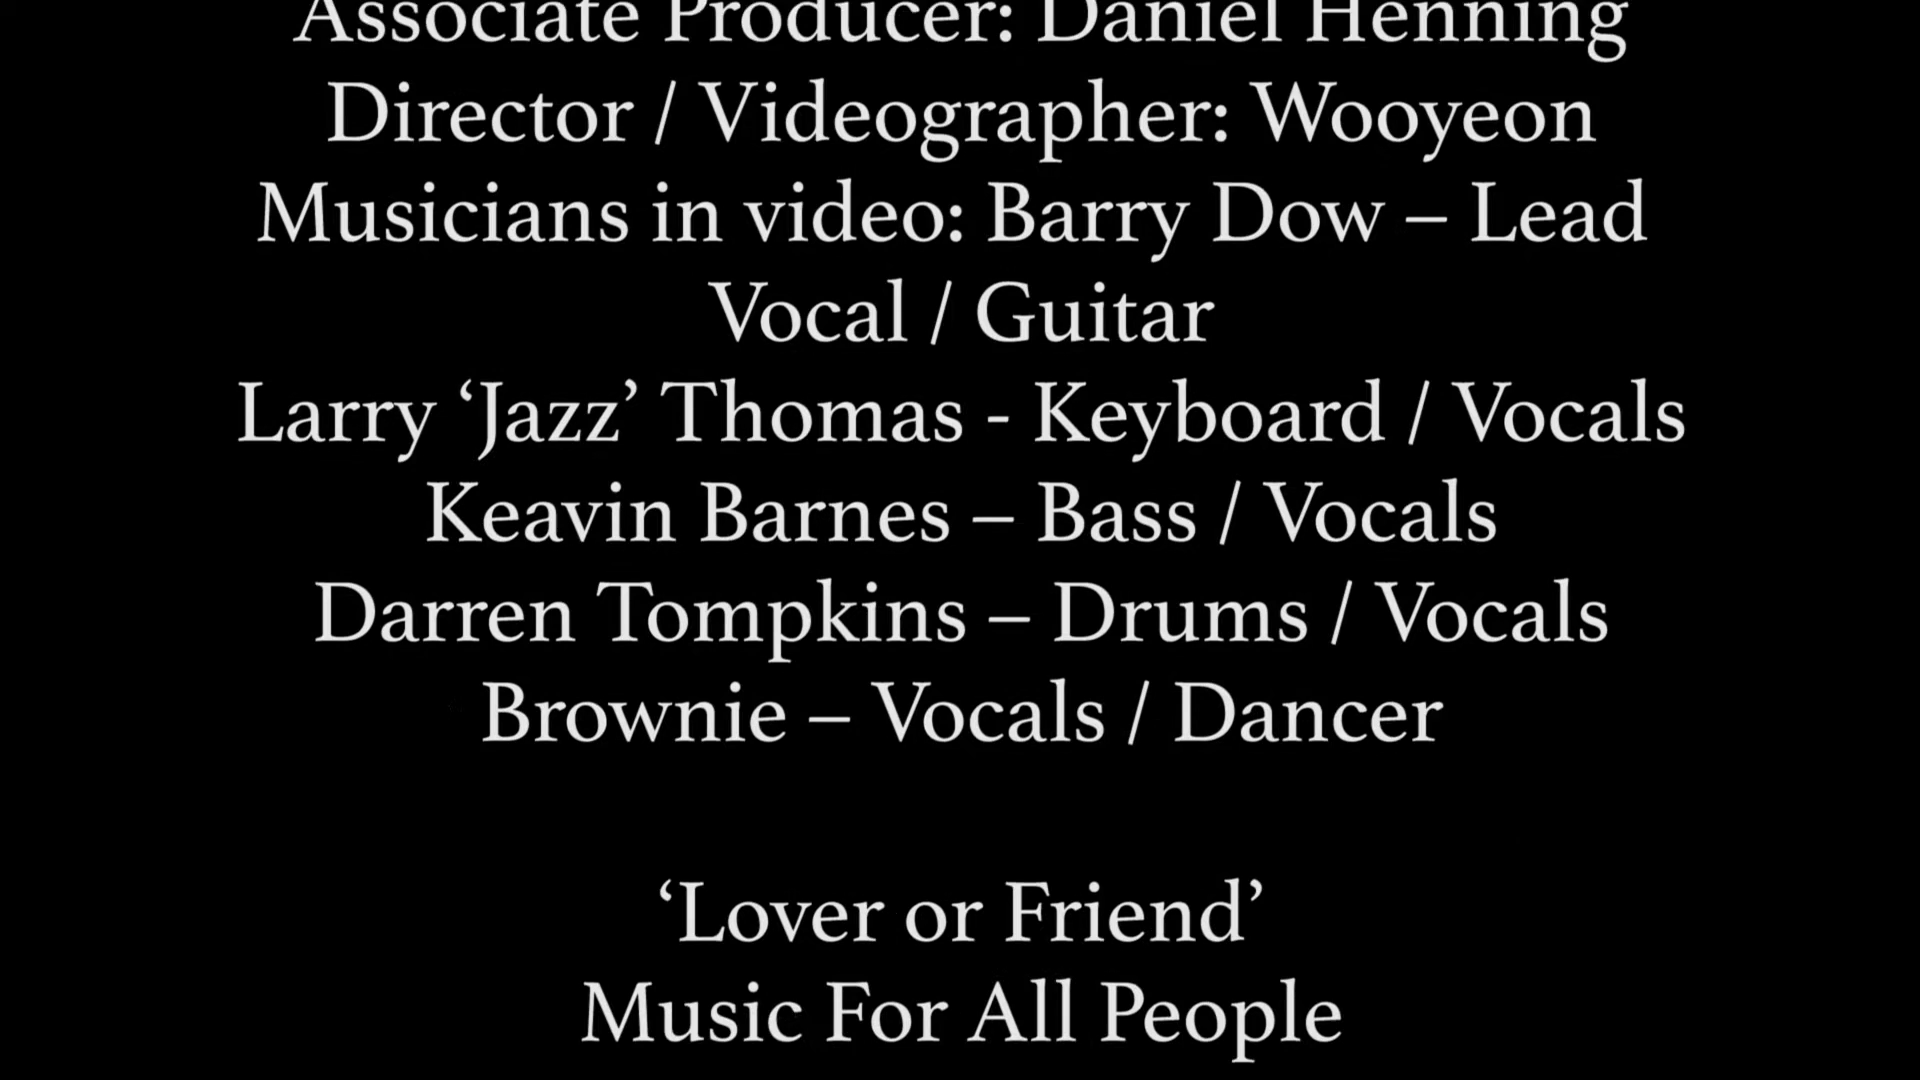 Associate Producer: Daniel Henning
Director / Videographer: Wooyeon
Musicians in video: Barry Dow – Lead
Vocal / Guitar
Larry ‘Jazz’ Thomas - Keyboard / Vocals
Keavin Barnes – Bass / Vocals
Darren Tompkins – Drums / Vocals
Brownie – Vocals / Dancer
‘Lover or Friend’
Music For All People